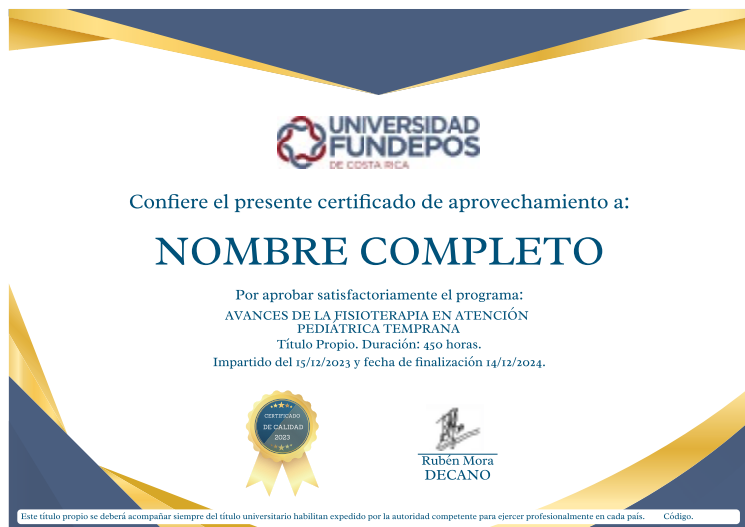 UNIVERSIDAD
FUNDEPOS
DE COSTA RICA
Confiere el presente certificado de aprovechamiento a:
NOMBRE COMPLETO
Por aprobar satisfactoriamente el programa:
AVANCES DE LA FISIOTERAPIA EN ATENCIÓN
PEDIÁTRICA TEMPRANA
Título Propio. Duración: 450 horas.
Impartido del 15/12/2023 y fecha de finalización 14/12/2024.
CERTIFICADO
DE CALIDAD
2023
Rubén Mora
DECANO
Este título propio se deberá acompañar siempre del título universitario habilitan expedido por la autoridad competente para ejercer profesionalmente en cada país. Código.